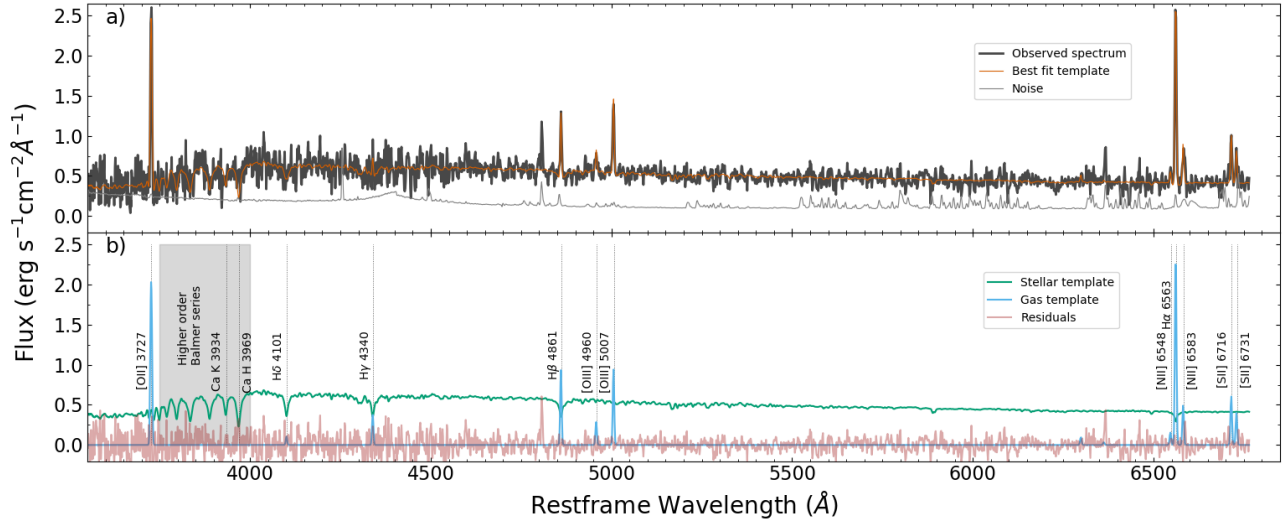 a)
2.5
2.0
1.5
1.0
0.5
0.0
Observed spectrum
Best fit template
Noise
Flux (erg s⁻¹cm⁻²Å⁻¹)
b)
2.5
2.0
1.5
1.0
0.5
0.0
Stellar template
Gas template
Residuals
[OII] 3727
Higher order
Balmer series
Ca K 3934
Ca H 3969
Hδ 4101
Hγ 4340
Hβ 4861
[OIII] 4960
[OIII] 5007
[NII] 6548
Hα 6563
[NII] 6583
[SII] 6716
[SII] 6731
4000
4500
5000
5500
6000
6500
Restframe Wavelength (Å)